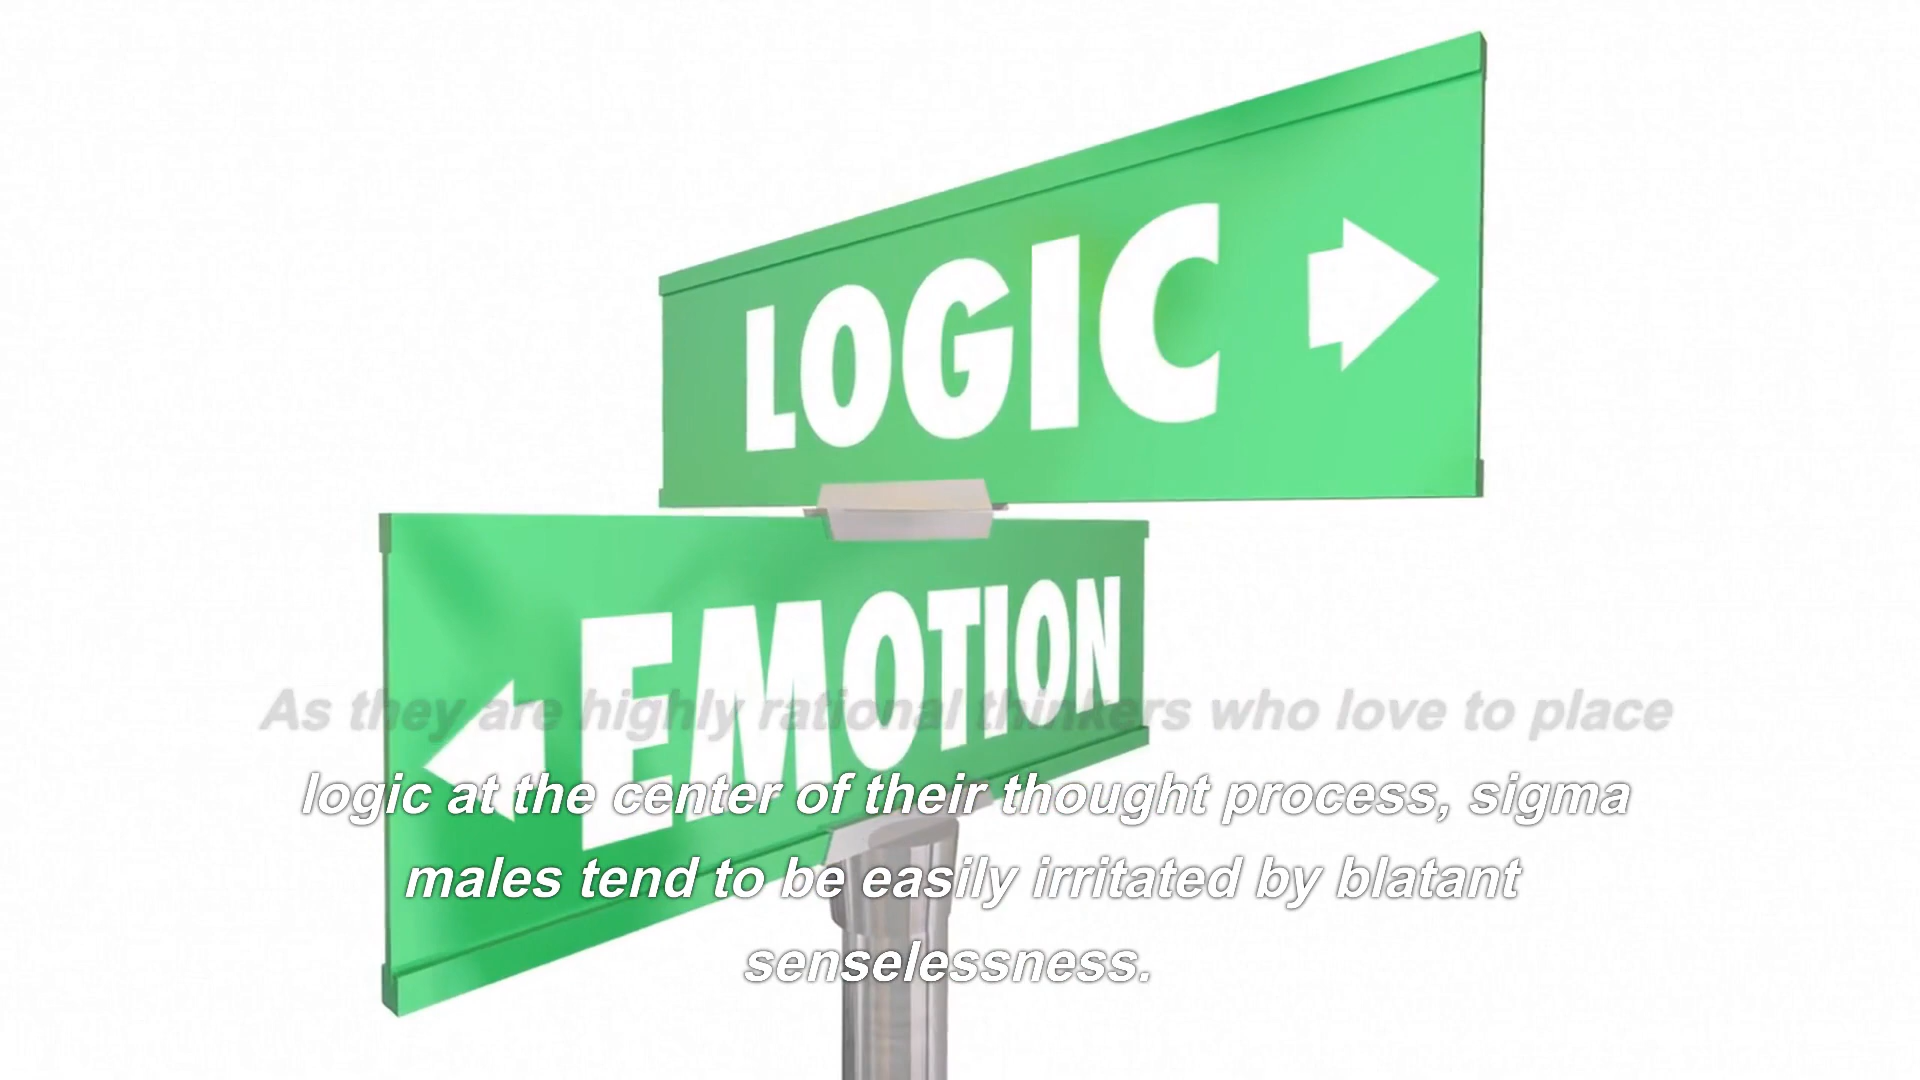 LOGIC
EMOTION
As they are highly rational thinkers who love to place
logic at the center of their thought process, sigma
males tend to be easily irritated by blatant
senselessness.